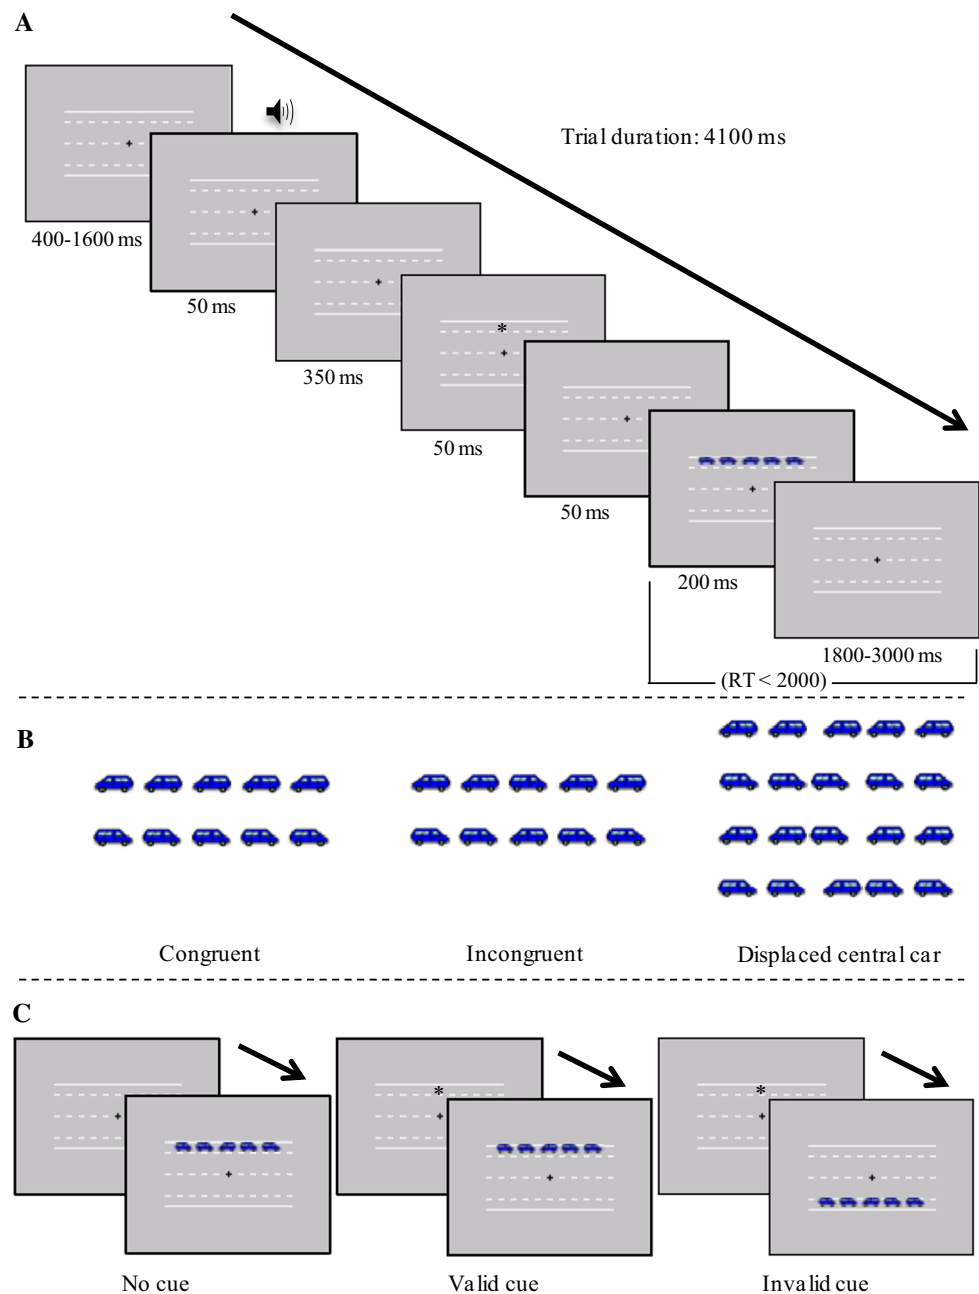 A
Trial duration: 4100 ms
400-1600 ms
50 ms
350 ms
*
50 ms
50 ms
200 ms
1800-3000 ms
(RT < 2000)
B
Congruent
Incongruent
Displaced central car
C
*
*
No cue
Valid cue
Invalid cue